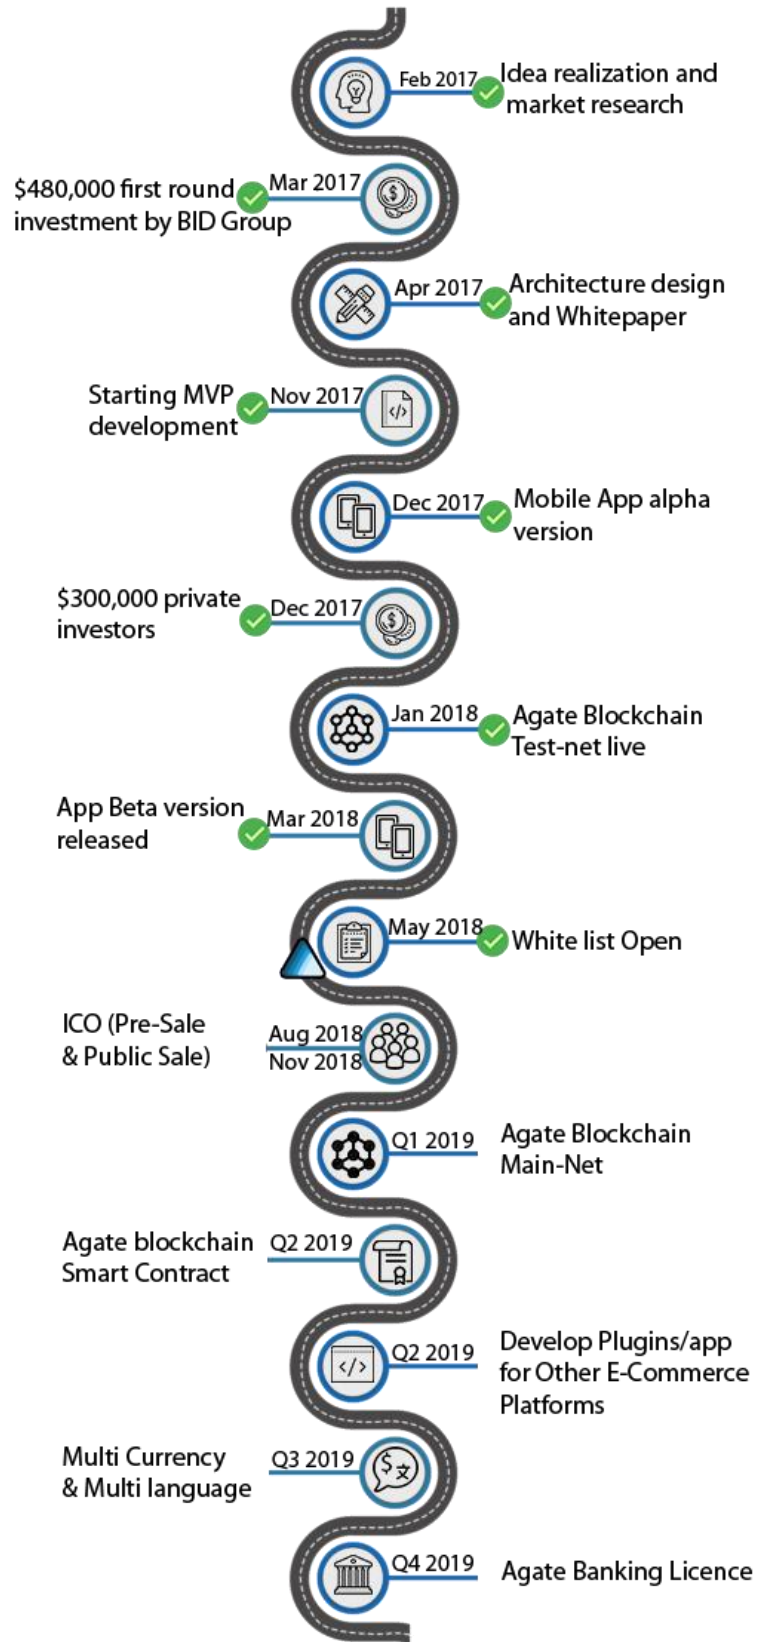 Feb 2017
Idea realization and
market research
Mar 2017
$480,000 first round
investment by BID Group
Apr 2017
Architecture design
and Whitepaper
Nov 2017
Starting MVP
development
Dec 2017
Mobile App alpha
version
Dec 2017
$300,000 private
investors
Jan 2018
Agate Blockchain
Test-net live
Mar 2018
App Beta version
released
May 2018
White list Open
ICO (Pre-Sale
& Public Sale)
Aug 2018
Nov 2018
Q1 2019
Agate Blockchain
Main-Net
Q2 2019
Agate blockchain
Smart Contract
Q2 2019
Develop Plugins/app
for Other E-Commerce
Platforms
Q3 2019
Multi Currency
& Multi language
Q4 2019
Agate Banking Licence